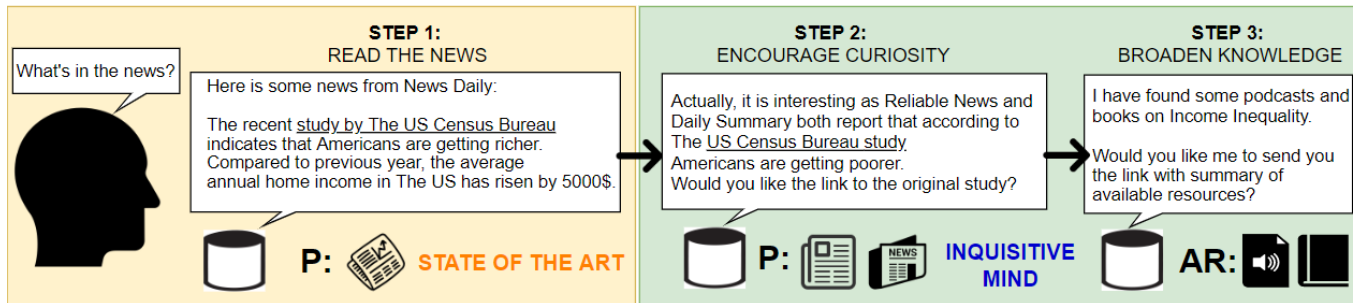 STEP 1:
READ THE NEWS
What's in the news?
Here is some news from News Daily:
The recent study by The US Census Bureau
indicates that Americans are getting richer.
Compared to previous year, the average
annual home income in The US has risen by 5000$.
P:
STATE OF THE ART
STEP 2:
ENCOURAGE CURIOSITY
Actually, it is interesting as Reliable News and
Daily Summary both report that according to
The US Census Bureau study
Americans are getting poorer.
Would you like the link to the original study?
P:
NEWS
INQUISITIVE
MIND
STEP 3:
BROADEN KNOWLEDGE
I have found some podcasts and
books on Income Inequality.
Would you like me to send you
the link with summary of
available resources?
AR: